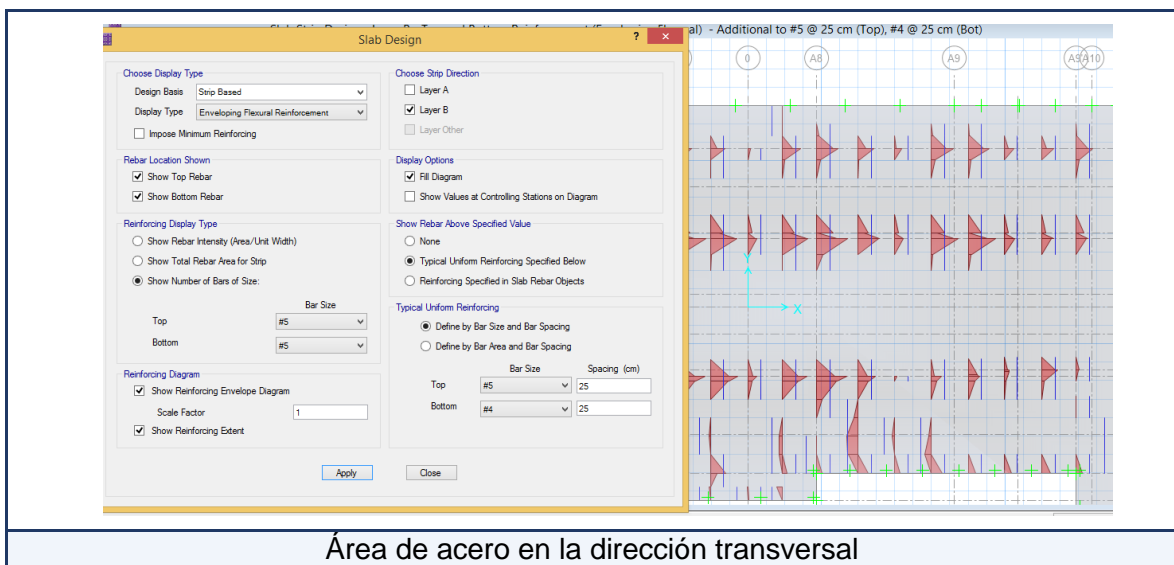 al) - Additional to #5 @ 25 cm (Top), #4 @ 25 cm (Bot)
Slab Design
? ×
0
A8
A9
A9
A10
Choose Display Type
Design Basis Strip Based
Display Type Enveloping Flexural Reinforcement
Impose Minimum Reinforcing
Rebar Location Shown
Show Top Rebar
Show Bottom Rebar
Reinforcing Display Type
Show Rebar Intensity (Area/Unit Width)
Show Total Rebar Area for Strip
Show Number of Bars of Size:
Bar Size
Top #5
Bottom #5
Reinforcing Diagram
Show Reinforcing Envelope Diagram
Scale Factor 1
Show Reinforcing Extent
Choose Strip Direction
Layer A
Layer B
Layer Other
Display Options
Fill Diagram
Show Values at Controlling Stations on Diagram
Show Rebar Above Specified Value
None
Typical Uniform Reinforcing Specified Below
Reinforcing Specified in Slab Rebar Objects
Typical Uniform Reinforcing
Define by Bar Size and Bar Spacing
Define by Bar Area and Bar Spacing
Bar Size Spacing (cm)
Top #5 25
Bottom #4 25
Apply Close
Y
X
Área de acero en la dirección transversal